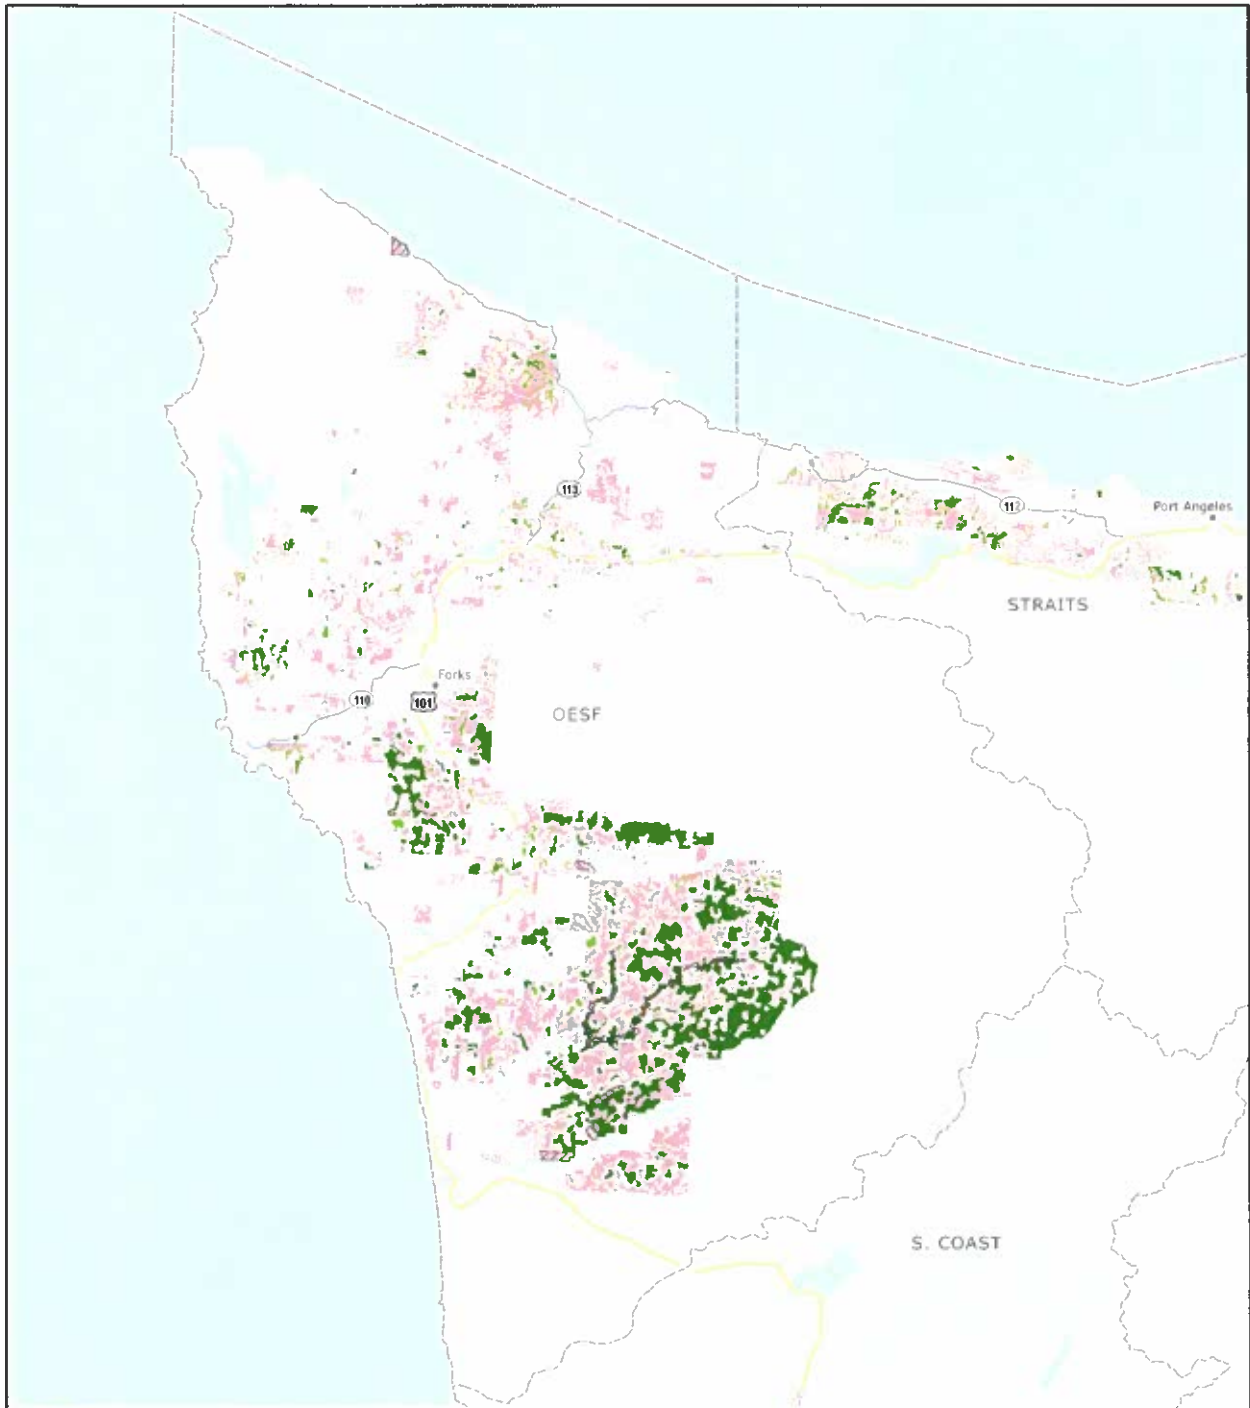 113
112
Port Angeles
STRAITS
Forks
110
101
OESF
S. COAST